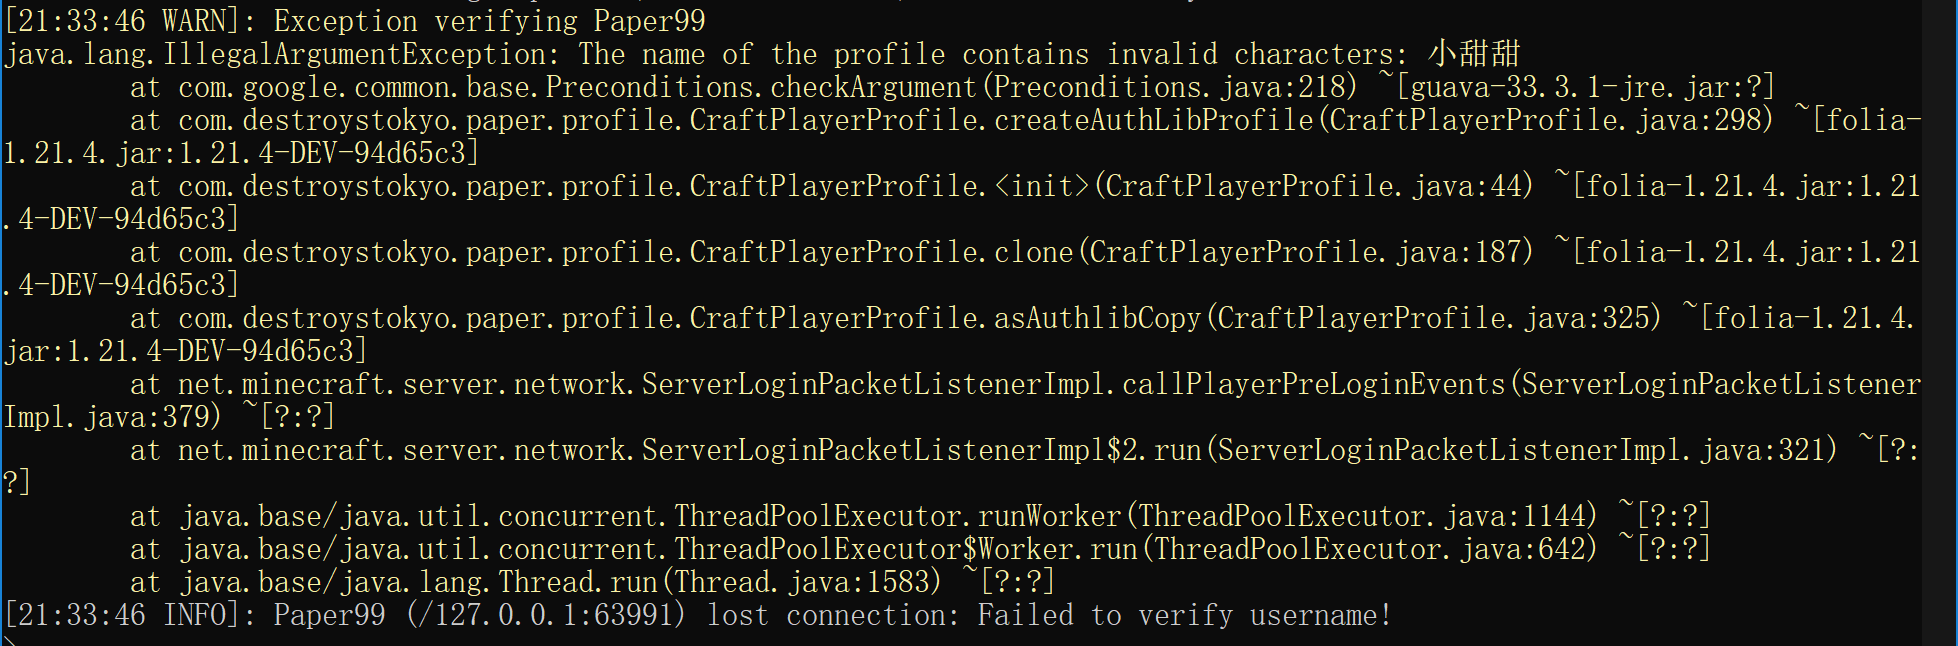 [21:33:46 WARN]: Exception verifying Paper99
java.lang.IllegalArgumentException: The name of the profile contains invalid characters: 小甜甜
        at com.google.common.base.Preconditions.checkArgument(Preconditions.java:218) ~[guava-33.3.1-jre.jar:?]
        at com.destroystokyo.paper.profile.CraftPlayerProfile.createAuthLibProfile(CraftPlayerProfile.java:298) ~[folia-
1.21.4.jar:1.21.4-DEV-94d65c3]
        at com.destroystokyo.paper.profile.CraftPlayerProfile.<init>(CraftPlayerProfile.java:44) ~[folia-1.21.4.jar:1.21
.4-DEV-94d65c3]
        at com.destroystokyo.paper.profile.CraftPlayerProfile.clone(CraftPlayerProfile.java:187) ~[folia-1.21.4.jar:1.21
.4-DEV-94d65c3]
        at com.destroystokyo.paper.profile.CraftPlayerProfile.asAuthlibCopy(CraftPlayerProfile.java:325) ~[folia-1.21.4.
jar:1.21.4-DEV-94d65c3]
        at net.minecraft.server.network.ServerLoginPacketListenerImpl.callPlayerPreLoginEvents(ServerLoginPacketListener
Impl.java:379) ~[?:?]
        at net.minecraft.server.network.ServerLoginPacketListenerImpl$2.run(ServerLoginPacketListenerImpl.java:321) ~[?:
?]
        at java.base/java.util.concurrent.ThreadPoolExecutor.runWorker(ThreadPoolExecutor.java:1144) ~[?:?]
        at java.base/java.util.concurrent.ThreadPoolExecutor$Worker.run(ThreadPoolExecutor.java:642) ~[?:?]
        at java.base/java.lang.Thread.run(Thread.java:1583) ~[?:?]
[21:33:46 INFO]: Paper99 (/127.0.0.1:63991) lost connection: Failed to verify username!